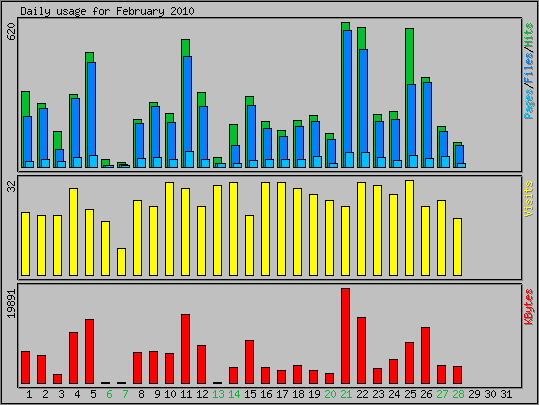 Daily usage for February 2010
620
Pages/Files/Hits
32
Visits
19891
KBytes
1 2 3 4 5 6 7 8 9 10 11 12 13 14 15 16 17 18 19 20 21 22 23 24 25 26 27 28 29 30 31